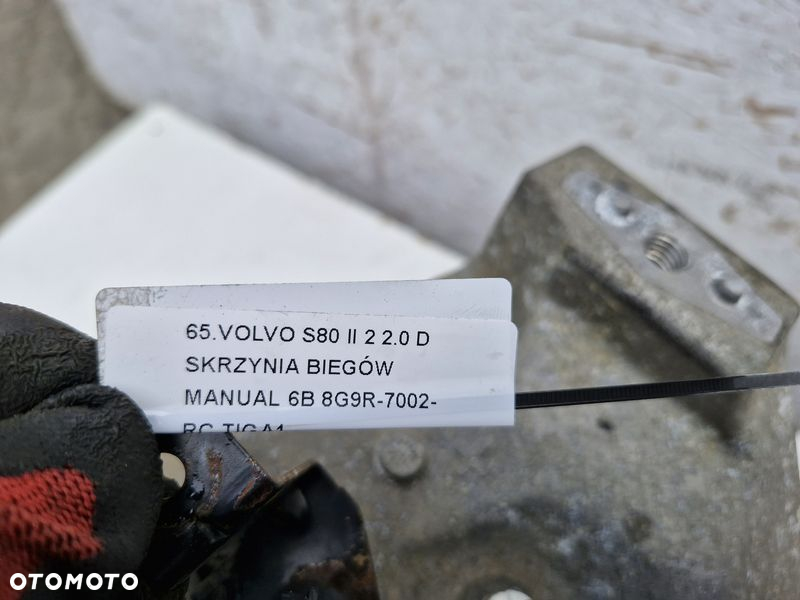 65.VOLVO S80 II 2 2.0 D
SKRZYNIA BIEGÓW
MANUAL 6B 8G9R-7002-
OTOMOTO